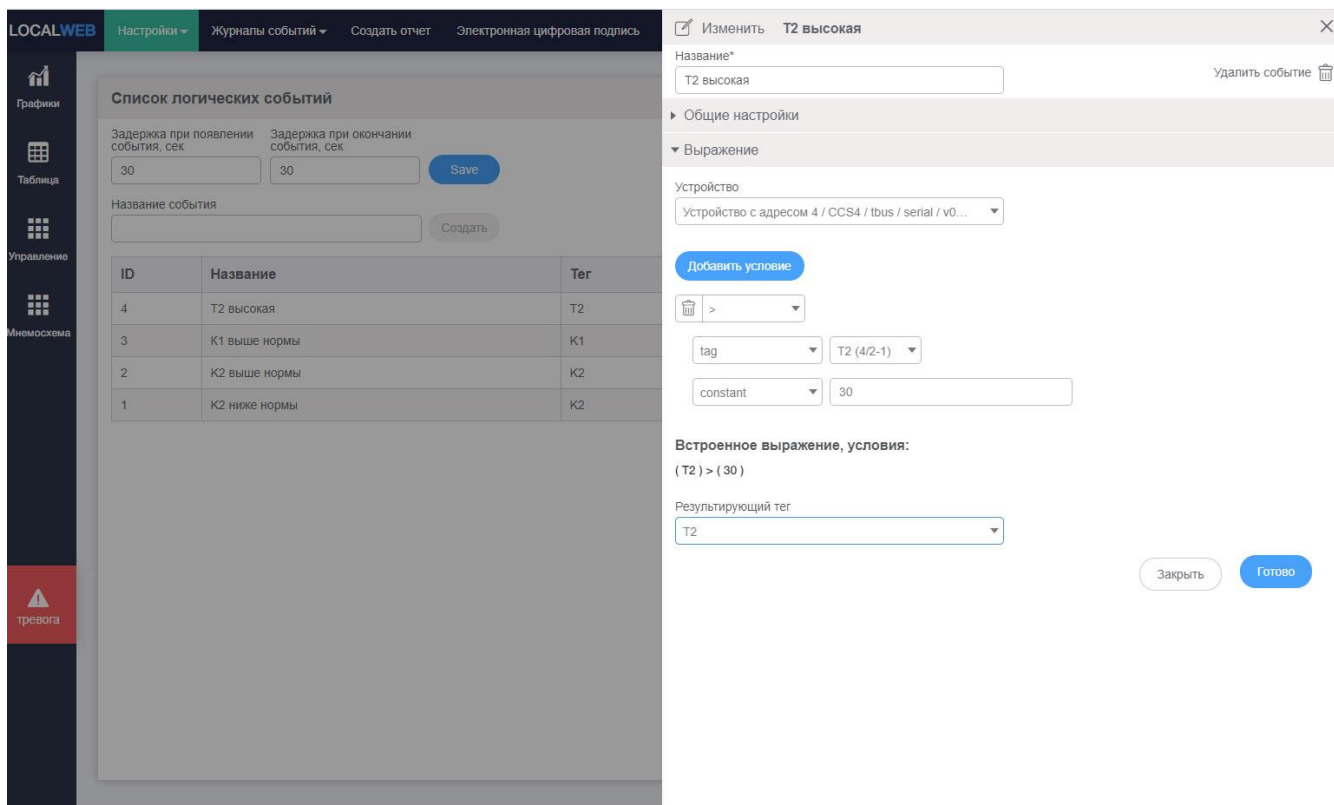 LOCALWEB
Настройки
Журналы событий
Создать отчет
Электронная цифровая подпись
Графики
Таблица
Управление
Мнемосхема
тревога
Список логических событий
Задержка при появлении события, сек
Задержка при окончании события, сек
30
30
Save
Название события
Создать
ID Название Тег
4 Т2 высокая T2
3 К1 выше нормы K1
2 К2 выше нормы K2
1 К2 ниже нормы K2
Изменить Т2 высокая
Название*
Т2 высокая
Удалить событие
Общие настройки
Выражение
Устройство
Устройство с адресом 4 / CCS4 / tbus / serial / v0...
Добавить условие
>
tag
T2 (4/2-1)
constant
30
Встроенное выражение, условия:
( T2 ) > ( 30 )
Результирующий тег
T2
Закрыть
Готово